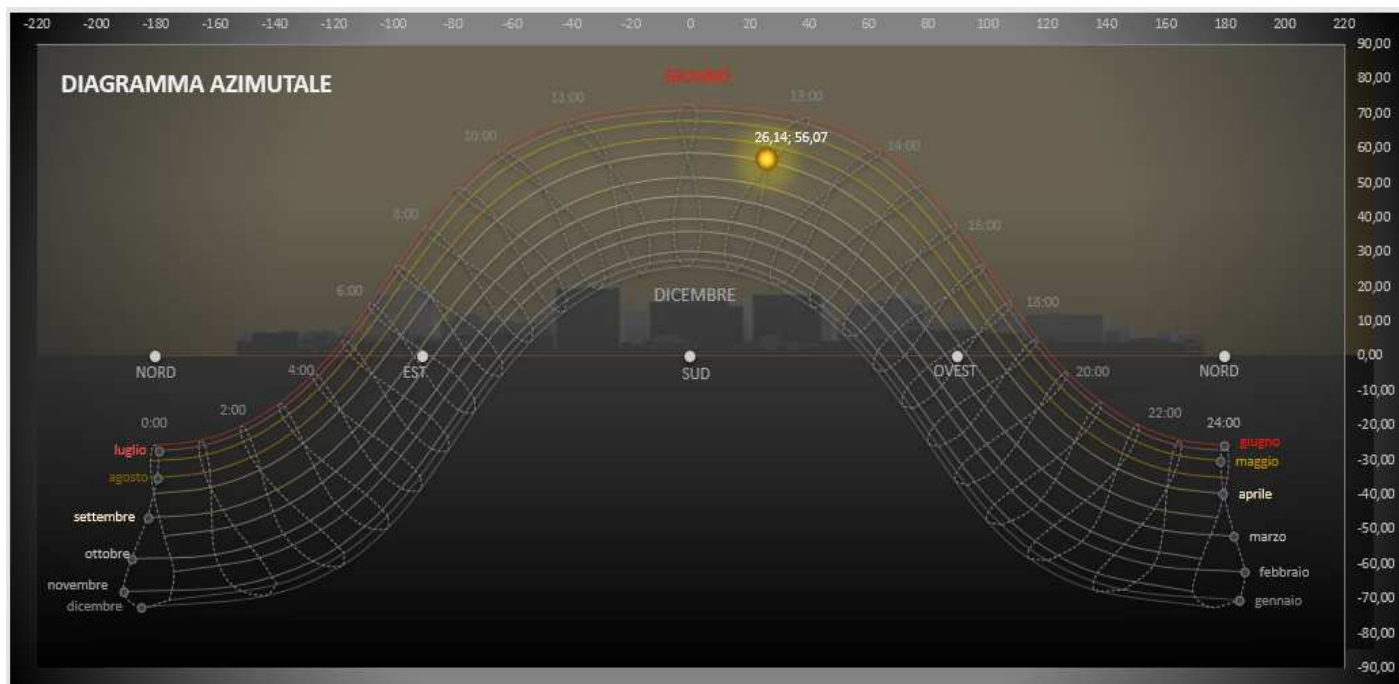 -220 -200 -180 -160 -140 -120 -100 -80 -60 -40 -20 0 20 40 60 80 100 120 140 160 180 200 220
90,00
DIAGRAMMA AZIMUTALE
GIUGNO
80,00
11:00
13:00
70,00
10:00
26,14; 56,07
14:00
60,00
50,00
8:00
40,00
16:00
30,00
6:00
DICEMBRE
18:00
20,00
10,00
0,00
NORD
EST
SUD
OVEST
NORD
4:00
20:00
-10,00
2:00
22:00
0:00
24:00
-20,00
luglio
giugno
agosto
maggio
-30,00
settembre
aprile
-40,00
ottobre
marzo
-50,00
novembre
febbraio
-60,00
dicembre
gennaio
-70,00
-80,00
-90,00